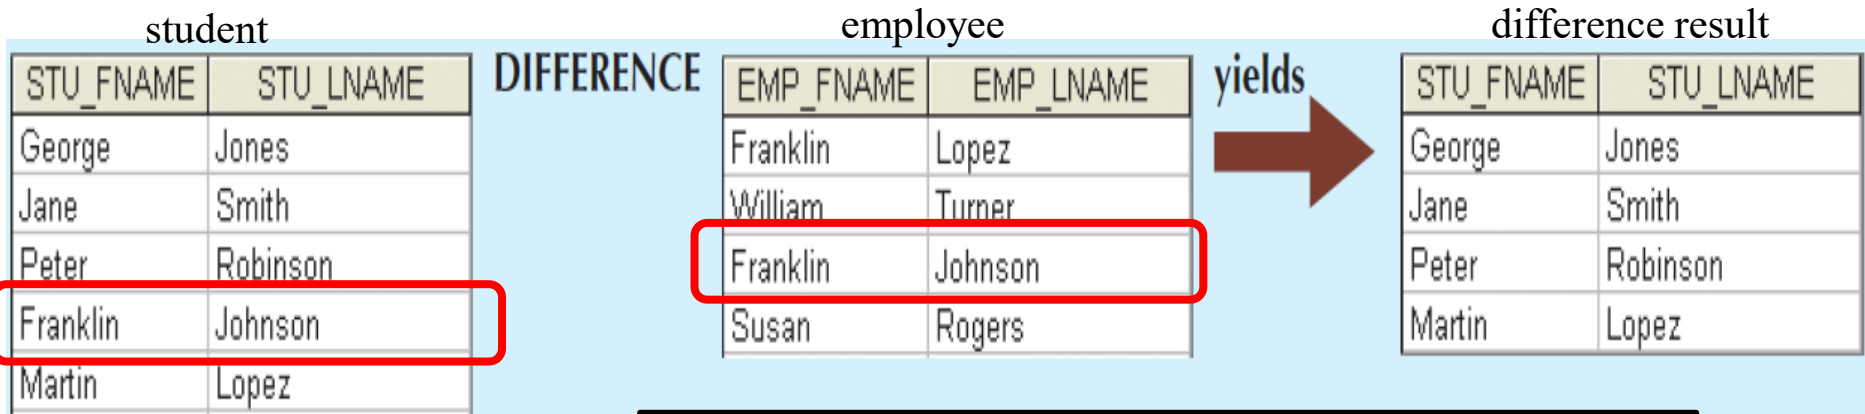 student
DIFFERENCE
employee
yields
difference result
STU_FNAME STU_LNAME
George Jones
Jane Smith
Peter Robinson
Franklin Johnson
Martin Lopez
EMP_FNAME EMP_LNAME
Franklin Lopez
William Turner
Franklin Johnson
Susan Rogers
STU_FNAME STU_LNAME
George Jones
Jane Smith
Peter Robinson
Martin Lopez